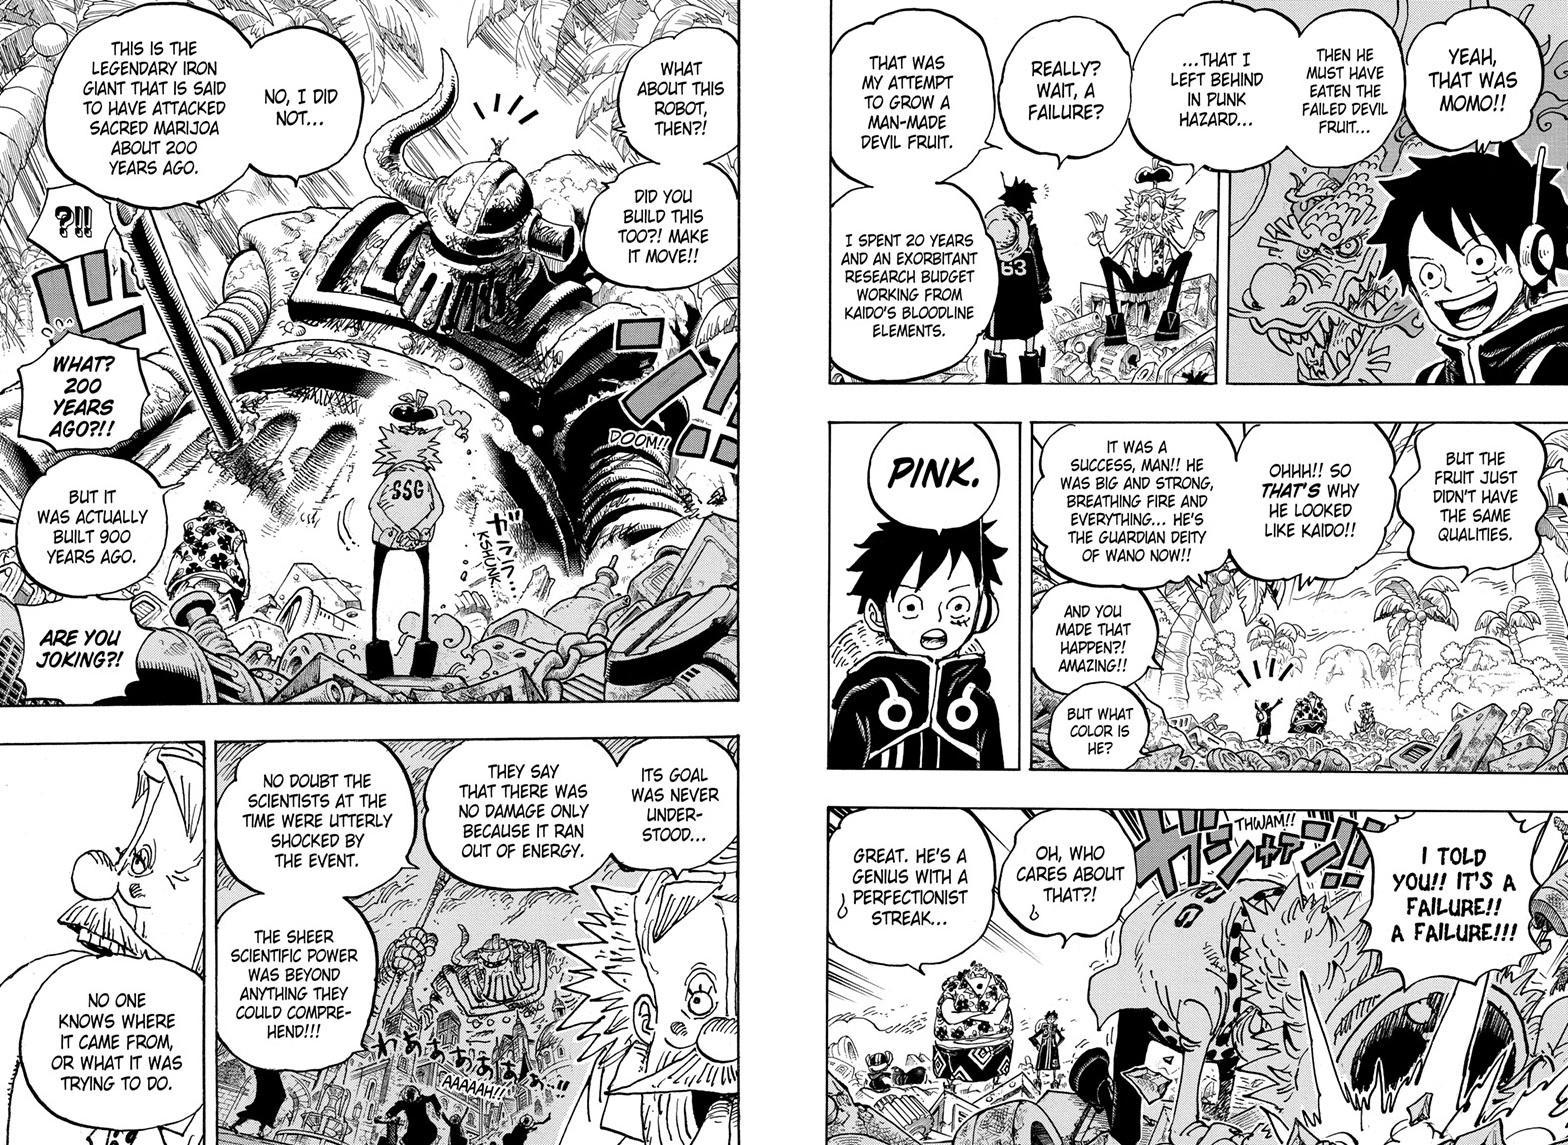 YEAH,
THAT WAS
MOMO!!
THEN HE
MUST HAVE
EATEN THE
FAILED DEVIL
FRUIT...
...THAT I
LEFT BEHIND
IN PUNK
HAZARD...
REALLY?
WAIT, A
FAILURE?
THAT WAS
MY ATTEMPT
TO GROW A
MAN-MADE
DEVIL FRUIT.
I SPENT 20 YEARS
AND AN EXORBITANT
RESEARCH BUDGET
WORKING FROM
KAIDO'S BLOODLINE
ELEMENTS.
63
BUT THE
FRUIT JUST
DIDN'T HAVE
THE SAME
QUALITIES.
OHHH!! SO
THAT'S WHY
HE LOOKED
LIKE KAIDO!!
IT WAS A
SUCCESS, MAN!! HE
WAS BIG AND STRONG,
BREATHING FIRE AND
EVERYTHING... HE'S
THE GUARDIAN DEITY
OF WANO NOW!!
AND YOU
MADE THAT
HAPPEN?!
AMAZING!!
BUT WHAT
COLOR IS
HE?
PINK.
I TOLD
YOU!! IT'S A
FAILURE!!
A FAILURE!!!
THWAM!!
OH, WHO
CARES ABOUT
THAT?!
GREAT. HE'S A
GENIUS WITH A
PERFECTIONIST
STREAK...
WHAT
ABOUT THIS
ROBOT,
THEN?!
DID YOU
BUILD THIS
TOO?! MAKE
IT MOVE!!
NO, I DID
NOT...
THIS IS THE
LEGENDARY IRON
GIANT THAT IS SAID
TO HAVE ATTACKED
SACRED MARIJOA
ABOUT 200
YEARS AGO.
?!!
DOOM!!
SSG
ガララ...
KSHUNK...
WHAT?
200
YEARS
AGO?!!
BUT IT
WAS ACTUALLY
BUILT 900
YEARS AGO.
ARE YOU
JOKING?!
ITS GOAL
WAS NEVER
UNDER-
STOOD...
THEY SAY
THAT THERE WAS
NO DAMAGE ONLY
BECAUSE IT RAN
OUT OF ENERGY.
NO DOUBT THE
SCIENTISTS AT THE
TIME WERE UTTERLY
SHOCKED BY
THE EVENT.
THE SHEER
SCIENTIFIC POWER
WAS BEYOND
ANYTHING THEY
COULD COMPRE-
HEND!!!
わああああぁ...!!
AAAAAH!!!
NO ONE
KNOWS WHERE
IT CAME FROM,
OR WHAT IT WAS
TRYING TO DO.